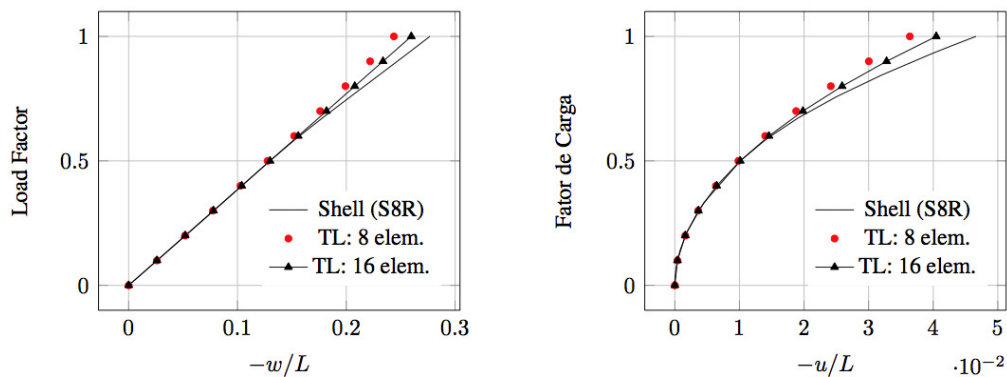 1
0.5
0
Load Factor
Shell (S8R)
TL: 8 elem.
TL: 16 elem.
0
0.1
0.2
0.3
−w/L
1
0.5
0
Fator de Carga
Shell (S8R)
TL: 8 elem.
TL: 16 elem.
0
1
2
3
4
5
−u/L
·10⁻²